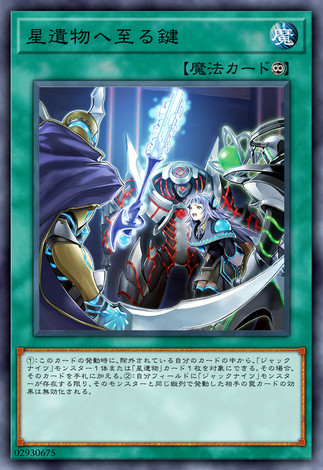 星遺物へ至る鍵
魔
【魔法カード】
①:このカードの発動時に、除外されている自分のカードの中から、「ジャック
ナイツ」モンスター1体または「星遺物」カード1枚を対象にできる。その場合、
そのカードを手札に加える。②:自分フィールドに「ジャックナイツ」モンスタ
ーが存在する限り、そのモンスターと同じ縦列で発動した相手の罠カードの効
果は無効化される。
02930675